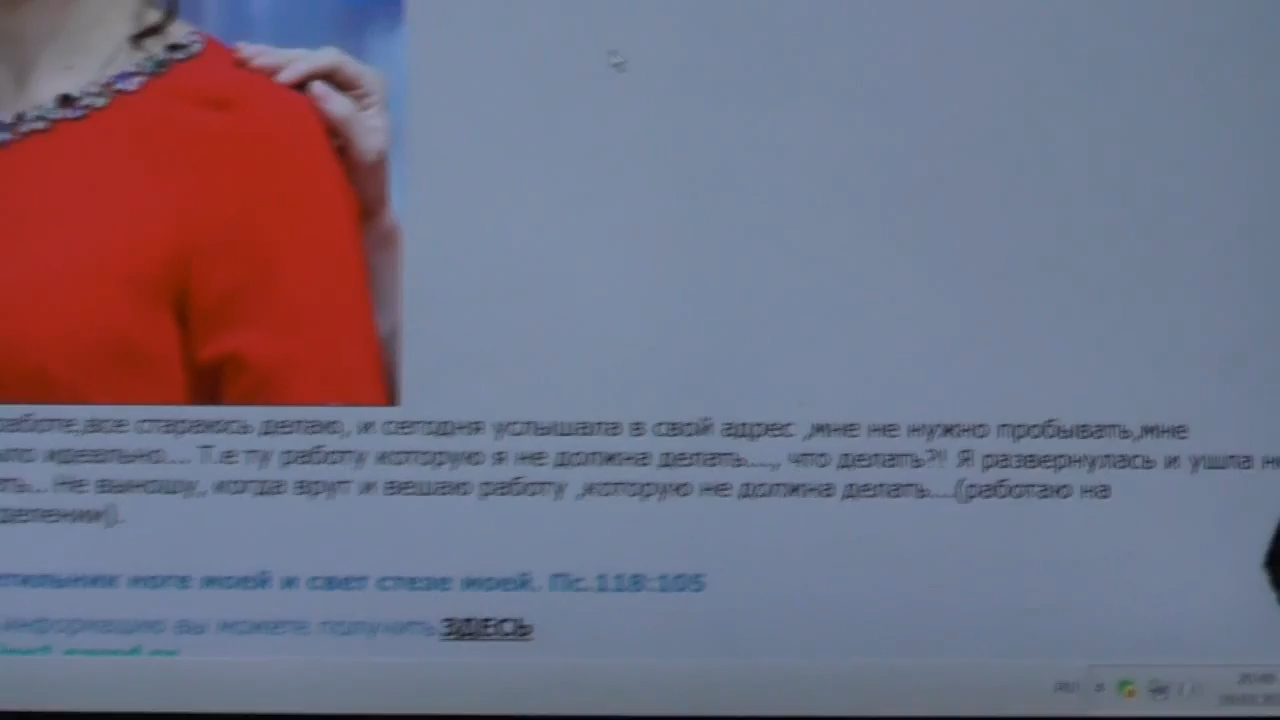 работе,все стараюсь делаю, и сегодня услышала в свой адрес ,мне не нужно пробывать,мне
идеально.... Т.е ту работу которую я не должна делать...., что делать?! Я развернулась и ушла
Не выношу,, когда врут и вешаю работу ,которую не должна делать....(работаю на
ноге моей и свет стезе моей. Пс.118:105
информацию вы можете получить ЗДЕСЬ
RU